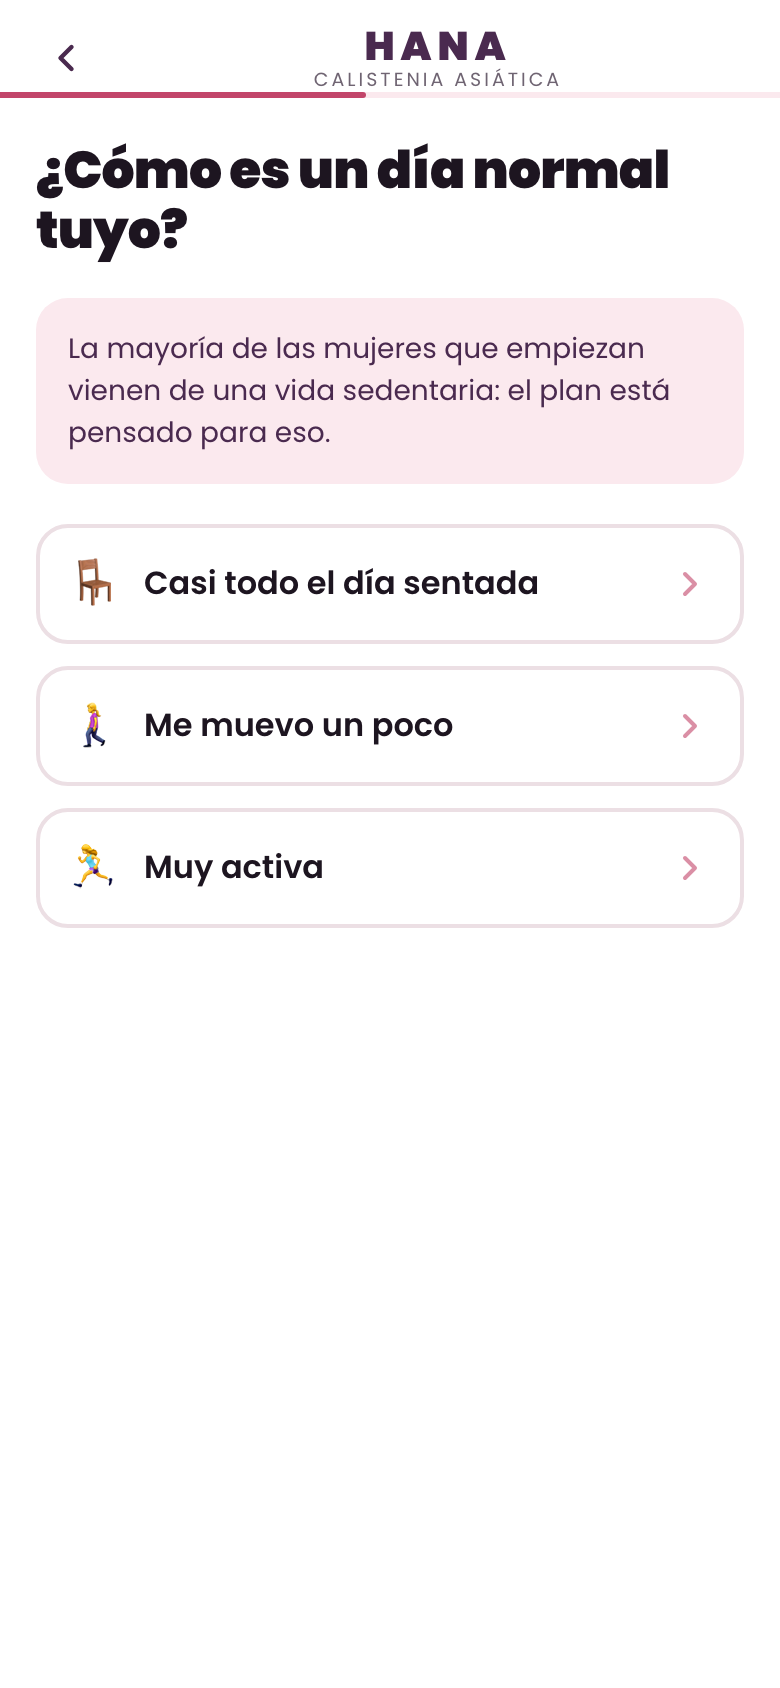 HANA
CALISTENIA ASIÁTICA
¿Cómo es un día normal
tuyo?
La mayoría de las mujeres que empiezan
vienen de una vida sedentaria: el plan está
pensado para eso.
Casi todo el día sentada
Me muevo un poco
Muy activa